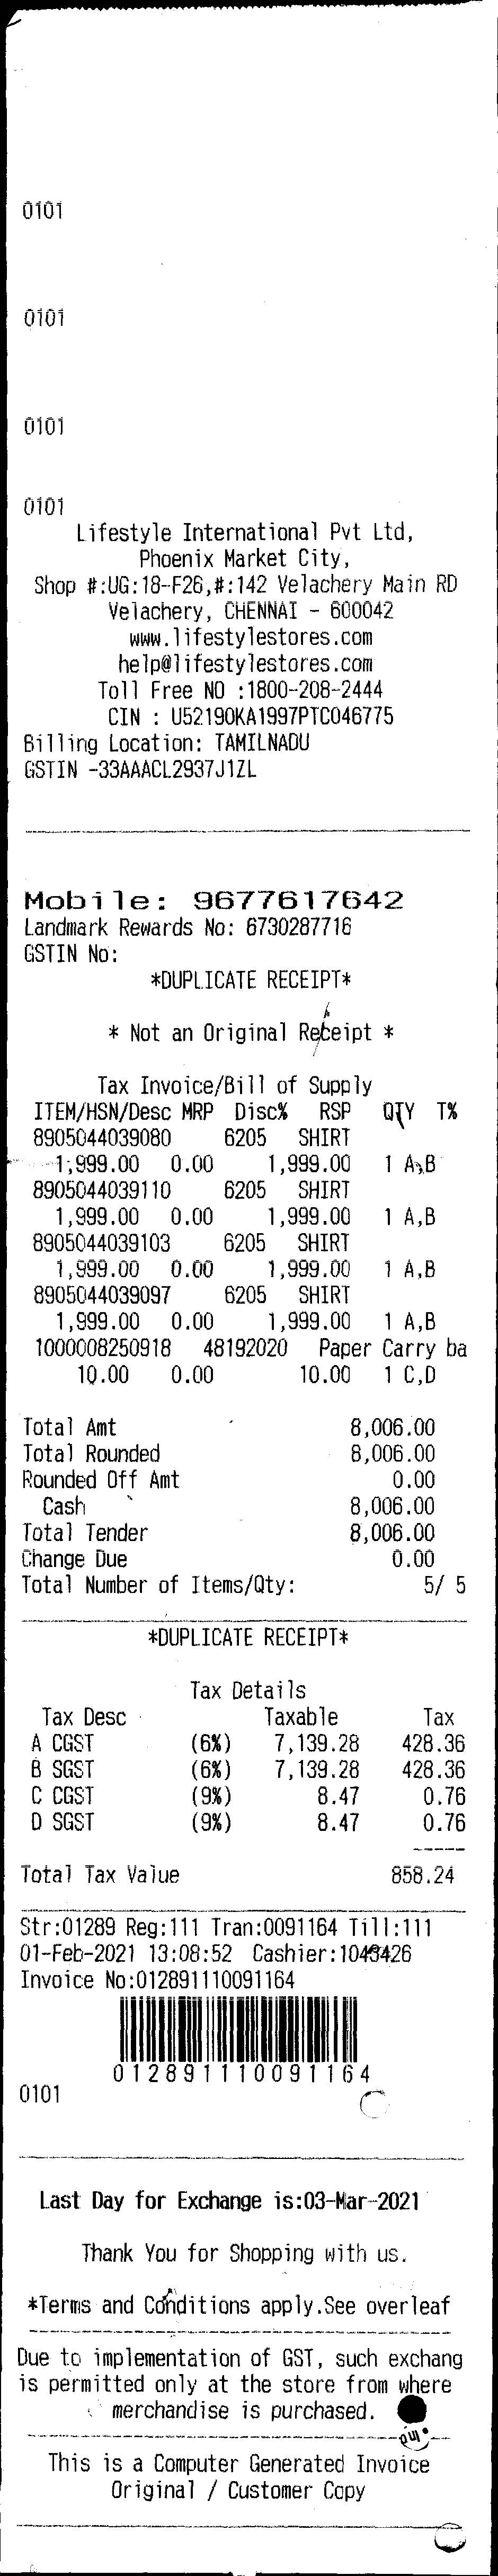 0101
0101
0101
0101
Lifestyle International Pvt Ltd,
Phoenix Market City,
Shop #:UG:18-F26,#:142 Velachery Main RD
Velachery, CHENNAI - 600042
www.lifestylestores.com
help@lifestylestores.com
Toll Free NO :1800-208-2444
CIN : U52190KA1997PTC046775
Billing Location: TAMILNADU
GSTIN -33AAACL2937J1ZL
Mobile: 9677617642
Landmark Rewards No: 6730287716
GSTIN No:
*DUPLICATE RECEIPT*
* Not an Original Receipt *
Tax Invoice/Bill of Supply
ITEM/HSN/Desc MRP Disc% RSP QTY T%
8905044039080 6205 SHIRT
1,999.00 0.00 1,999.00 1 A,B
8905044039110 6205 SHIRT
1,999.00 0.00 1,999.00 1 A,B
8905044039103 6205 SHIRT
1,999.00 0.00 1,999.00 1 A,B
8905044039097 6205 SHIRT
1,999.00 0.00 1,999.00 1 A,B
1000008250918 48192020 Paper Carry ba
10.00 0.00 10.00 1 C,D
Total Amt 8,006.00
Total Rounded 8,006.00
Rounded Off Amt 0.00
Cash 8,006.00
Total Tender 8,006.00
Change Due 0.00
Total Number of Items/Qty: 5/ 5
*DUPLICATE RECEIPT*
Tax Details
Tax Desc Taxable Tax
A CGST (6%) 7,139.28 428.36
B SGST (6%) 7,139.28 428.36
C CGST (9%) 8.47 0.76
D SGST (9%) 8.47 0.76
Total Tax Value 858.24
Str:01289 Reg:111 Tran:0091164 Till:111
01-Feb-2021 13:08:52 Cashier:
Invoice No:012891110091164
012891110091164
0101
Last Day for Exchange is:03-Mar-2021
Thank You for Shopping with us.
*Terms and Conditions apply.See overleaf
Due to implementation of GST, such exchang
is permitted only at the store from where
merchandise is purchased.
This is a Computer Generated Invoice
Original / Customer Copy